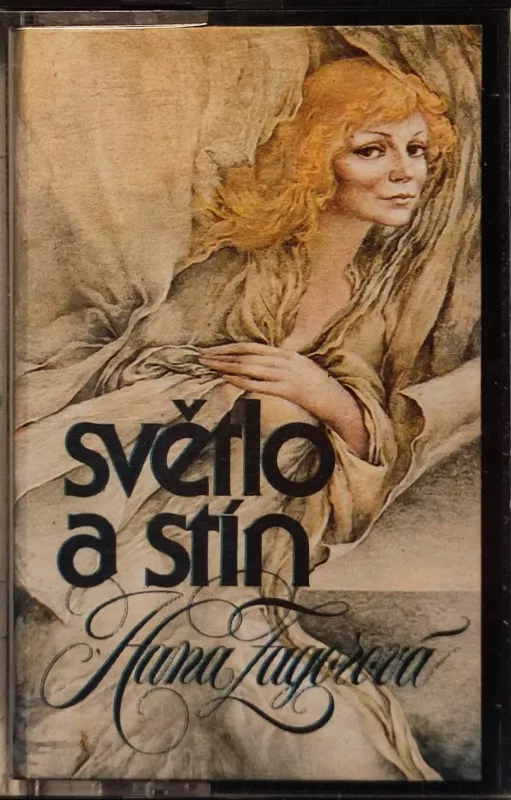 světlo
a stín
Hana Zagorová